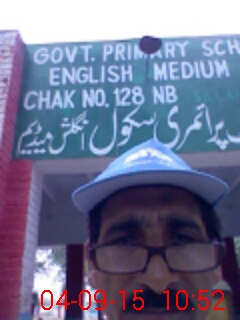 GOVT. PRIMARY SCH
ENGLISH MEDIUM
CHAK NO. 128 NB
پرائمری سکول انگلش میڈیم
04-09-15 10:52